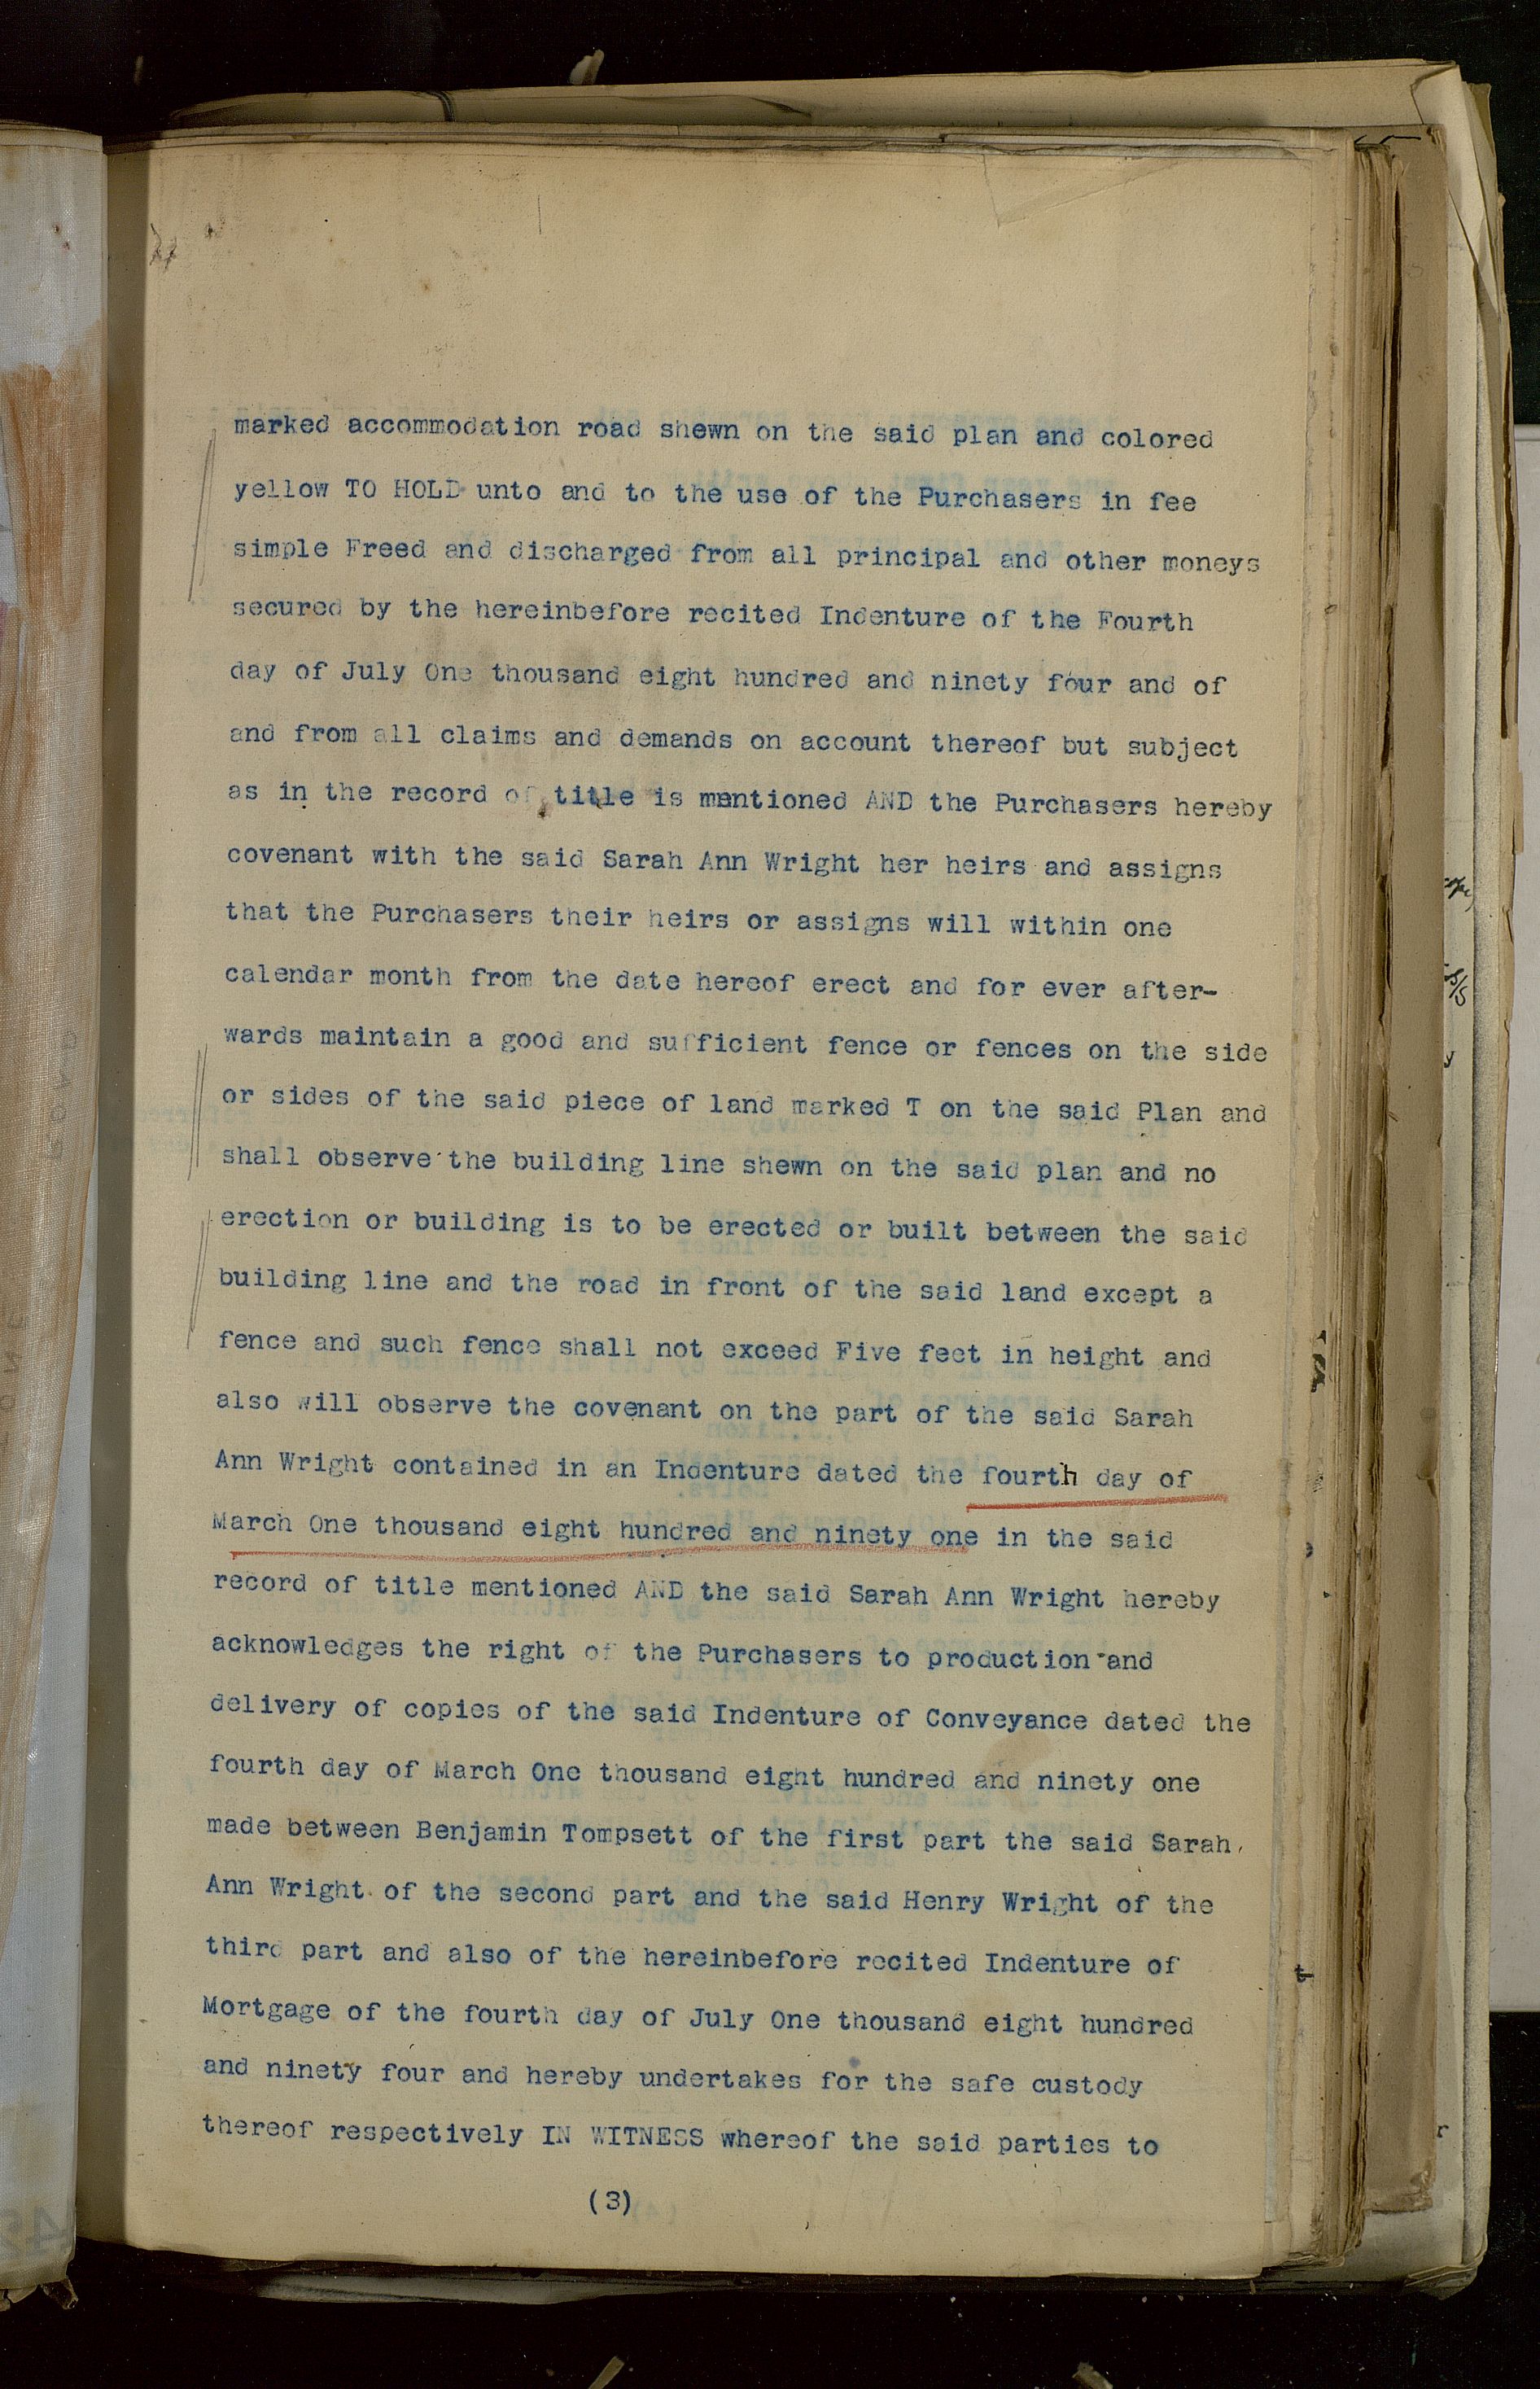 marked accommodation road shewn on the said plan and colored
yellow TO HOLD unto and to the use of the Purchasers in fee
simple Freed and discharged from all principal and other moneys
secured by the hereinbefore recited Indenture of the Fourth
day of July One thousand eight hundred and ninety four and of
and from all claims and demands on account thereof but subject
as in the record of title is mentioned AND the Purchasers hereby
covenant with the said Sarah Ann Wright her heirs and assigns
that the Purchasers their heirs or assigns will within one
calendar month from the date hereof erect and for ever after-
wards maintain a good and sufficient fence or fences on the side
or sides of the said piece of land marked T on the said Plan and
shall observe the building line shewn on the said plan and no
erection or building is to be erected or built between the said
building line and the road in front of the said land except a
fence and such fence shall not exceed Five feet in height and
also will observe the covenant on the part of the said Sarah
Ann Wright contained in an Indenture dated the fourth day of
March One thousand eight hundred and ninety one in the said
record of title mentioned AND the said Sarah Ann Wright hereby
acknowledges the right of the Purchasers to production and
delivery of copies of the said Indenture of Conveyance dated the
fourth day of March One thousand eight hundred and ninety one
made between Benjamin Tompsett of the first part the said Sarah
Ann Wright of the second part and the said Henry Wright of the
third part and also of the hereinbefore recited Indenture of
Mortgage of the fourth day of July One thousand eight hundred
and ninety four and hereby undertakes for the safe custody
thereof respectively IN WITNESS whereof the said parties to
(3)